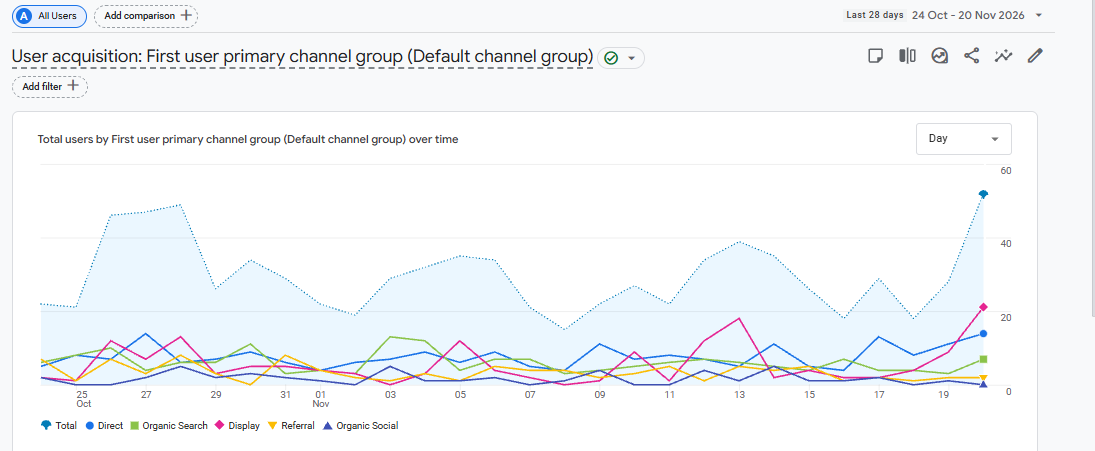 A All Users Add comparison + Last 28 days 24 Oct - 20 Nov 2026
User acquisition: First user primary channel group (Default channel group)
Add filter +
Total users by First user primary channel group (Default channel group) over time
Day
60
40
20
0
25 27 29 31 01 03 05 07 09 11 13 15 17 19
Oct Nov
Total Direct Organic Search Display Referral Organic Social